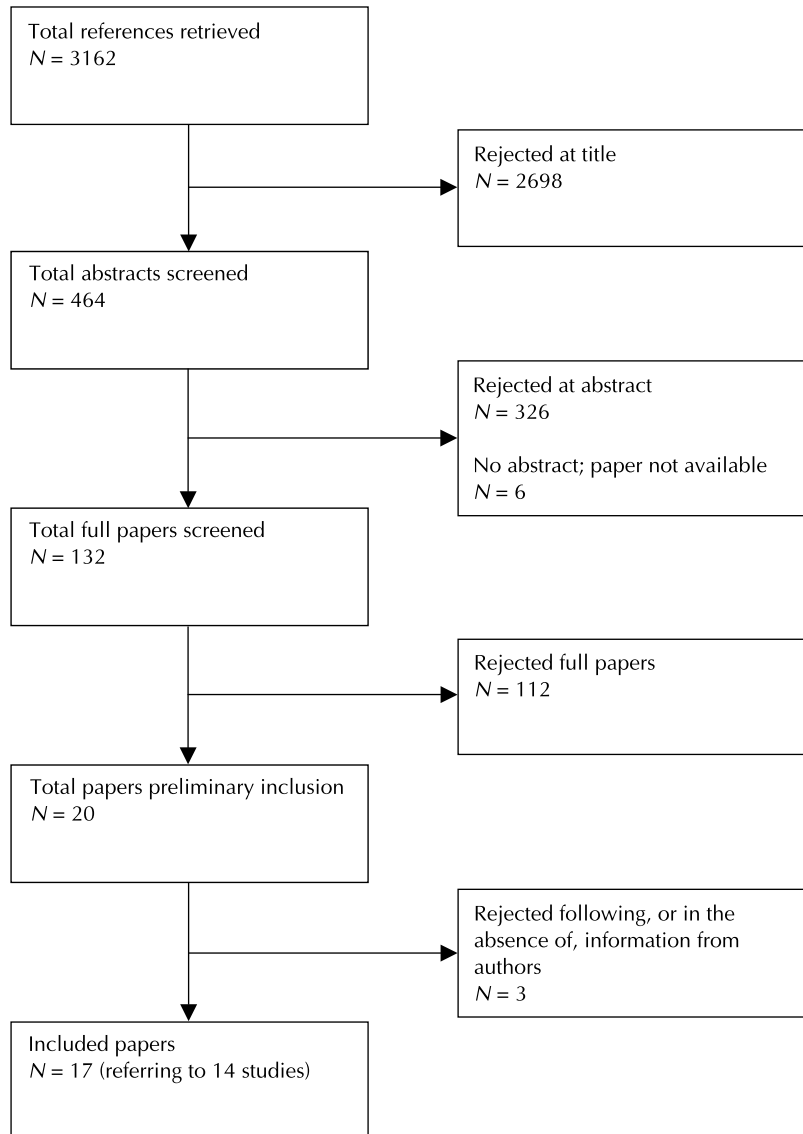 Total references retrieved
N = 3162
Rejected at title
N = 2698
Total abstracts screened
N = 464
Rejected at abstract
N = 326
No abstract; paper not available
N = 6
Total full papers screened
N = 132
Rejected full papers
N = 112
Total papers preliminary inclusion
N = 20
Rejected following, or in the
absence of, information from
authors
N = 3
Included papers
N = 17 (referring to 14 studies)